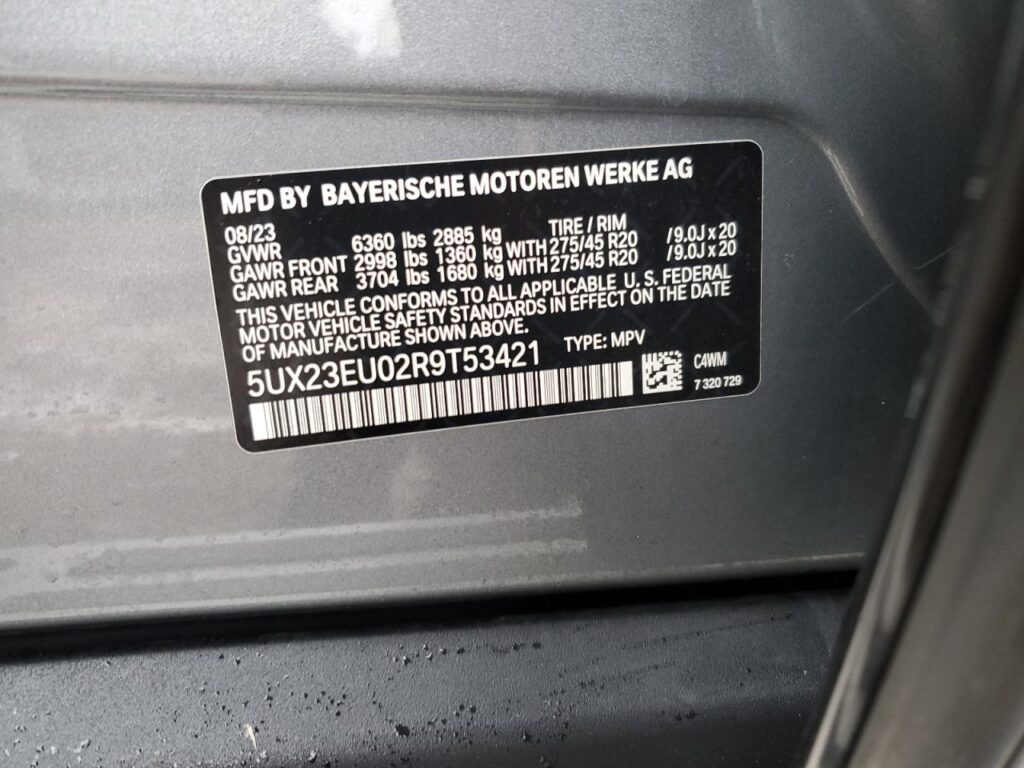 MFD BY BAYERISCHE MOTOREN WERKE AG
08/23 TIRE / RIM
GVWR 6360 lbs 2885 kg
GAWR FRONT 2998 lbs 1360 kg WITH 275/45 R20 /9.0J x 20
GAWR REAR 3704 lbs 1680 kg WITH 275/45 R20 /9.0J x 20
THIS VEHICLE CONFORMS TO ALL APPLICABLE U. S. FEDERAL
MOTOR VEHICLE SAFETY STANDARDS IN EFFECT ON THE DATE
OF MANUFACTURE SHOWN ABOVE.
5UX23EU02R9T53421 TYPE: MPV
C4WM
7 320 729